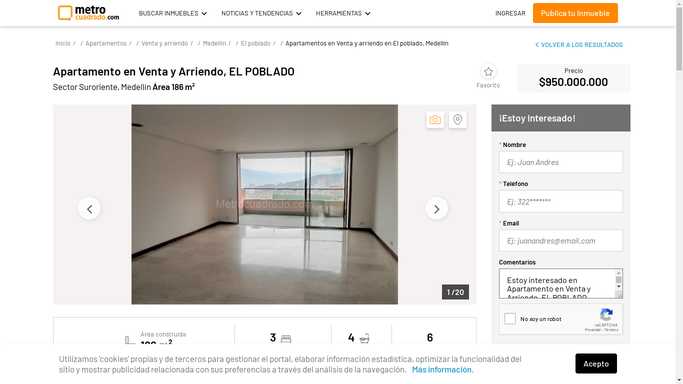 metro
cuadrado.com
BUSCAR INMUEBLES
NOTICIAS Y TENDENCIAS
HERRAMIENTAS
INGRESAR
Publica tu Inmueble
Inicio / / Apartamentos / / Venta y arriendo / / Medellín / / El poblado / / Apartamentos en Venta y arriendo en El poblado, Medellín
VOLVER A LOS RESULTADOS
Apartamento en Venta y Arriendo, EL POBLADO
Sector Suroriente, Medellín Área 186 m²
Favorito
Precio
$950.000.000
Metrocuadrado.com
1 / 20
¡Estoy Interesado!
* Nombre
Ej: Juan Andres
* Teléfono
Ej: 322*******
* Email
Ej: juanandres@email.com
Comentarios
Estoy interesado en
Apartamento en Venta y
Arriendo, EL POBLADO
No soy un robot
reCAPTCHA
Privacidad - Términos
Área construida
3
4
6
Utilizamos 'cookies' propias y de terceros para gestionar el portal, elaborar información estadística, optimizar la funcionalidad del
sitio y mostrar publicidad relacionada con sus preferencias a través del análisis de la navegación. Más información.
Acepto